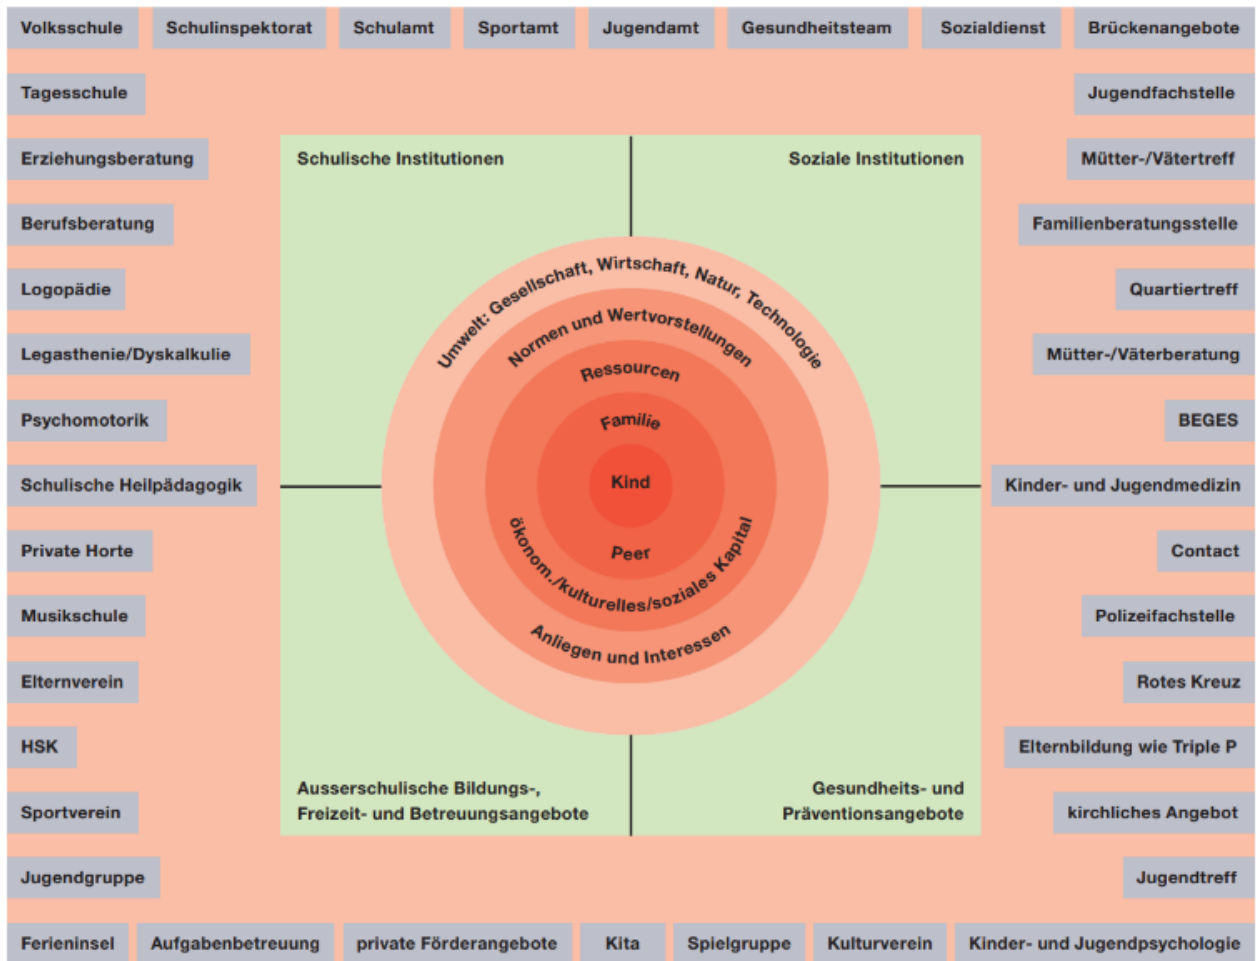 Volksschule
Schulinspektorat
Schulamt
Sportamt
Jugendamt
Gesundheitsteam
Sozialdienst
Brückenangebote
Tagesschule
Jugendfachstelle
Erziehungsberatung
Schulische Institutionen
Soziale Institutionen
Mütter-/Vätertreff
Berufsberatung
Familienberatungsstelle
Umwelt: Gesellschaft, Wirtschaft, Natur, Technologie
Logopädie
Quartiertreff
Normen und Wertvorstellungen
Legasthenie/Dyskalkulie
Mütter-/Väterberatung
Ressourcen
Psychomotorik
Familie
BEGES
Schulische Heilpädagogik
Kind
Kinder- und Jugendmedizin
Private Horte
Peer
Contact
ökonom./kulturelles/soziales Kapital
Musikschule
Polizeifachstelle
Anliegen und Interessen
Elternverein
Rotes Kreuz
HSK
Elternbildung wie Triple P
Ausserschulische Bildungs-,
Freizeit- und Betreuungsangebote
Gesundheits- und
Präventionsangebote
Sportverein
kirchliches Angebot
Jugendgruppe
Jugendtreff
Ferieninsel
Aufgabenbetreuung
private Förderangebote
Kita
Spielgruppe
Kulturverein
Kinder- und Jugendpsychologie